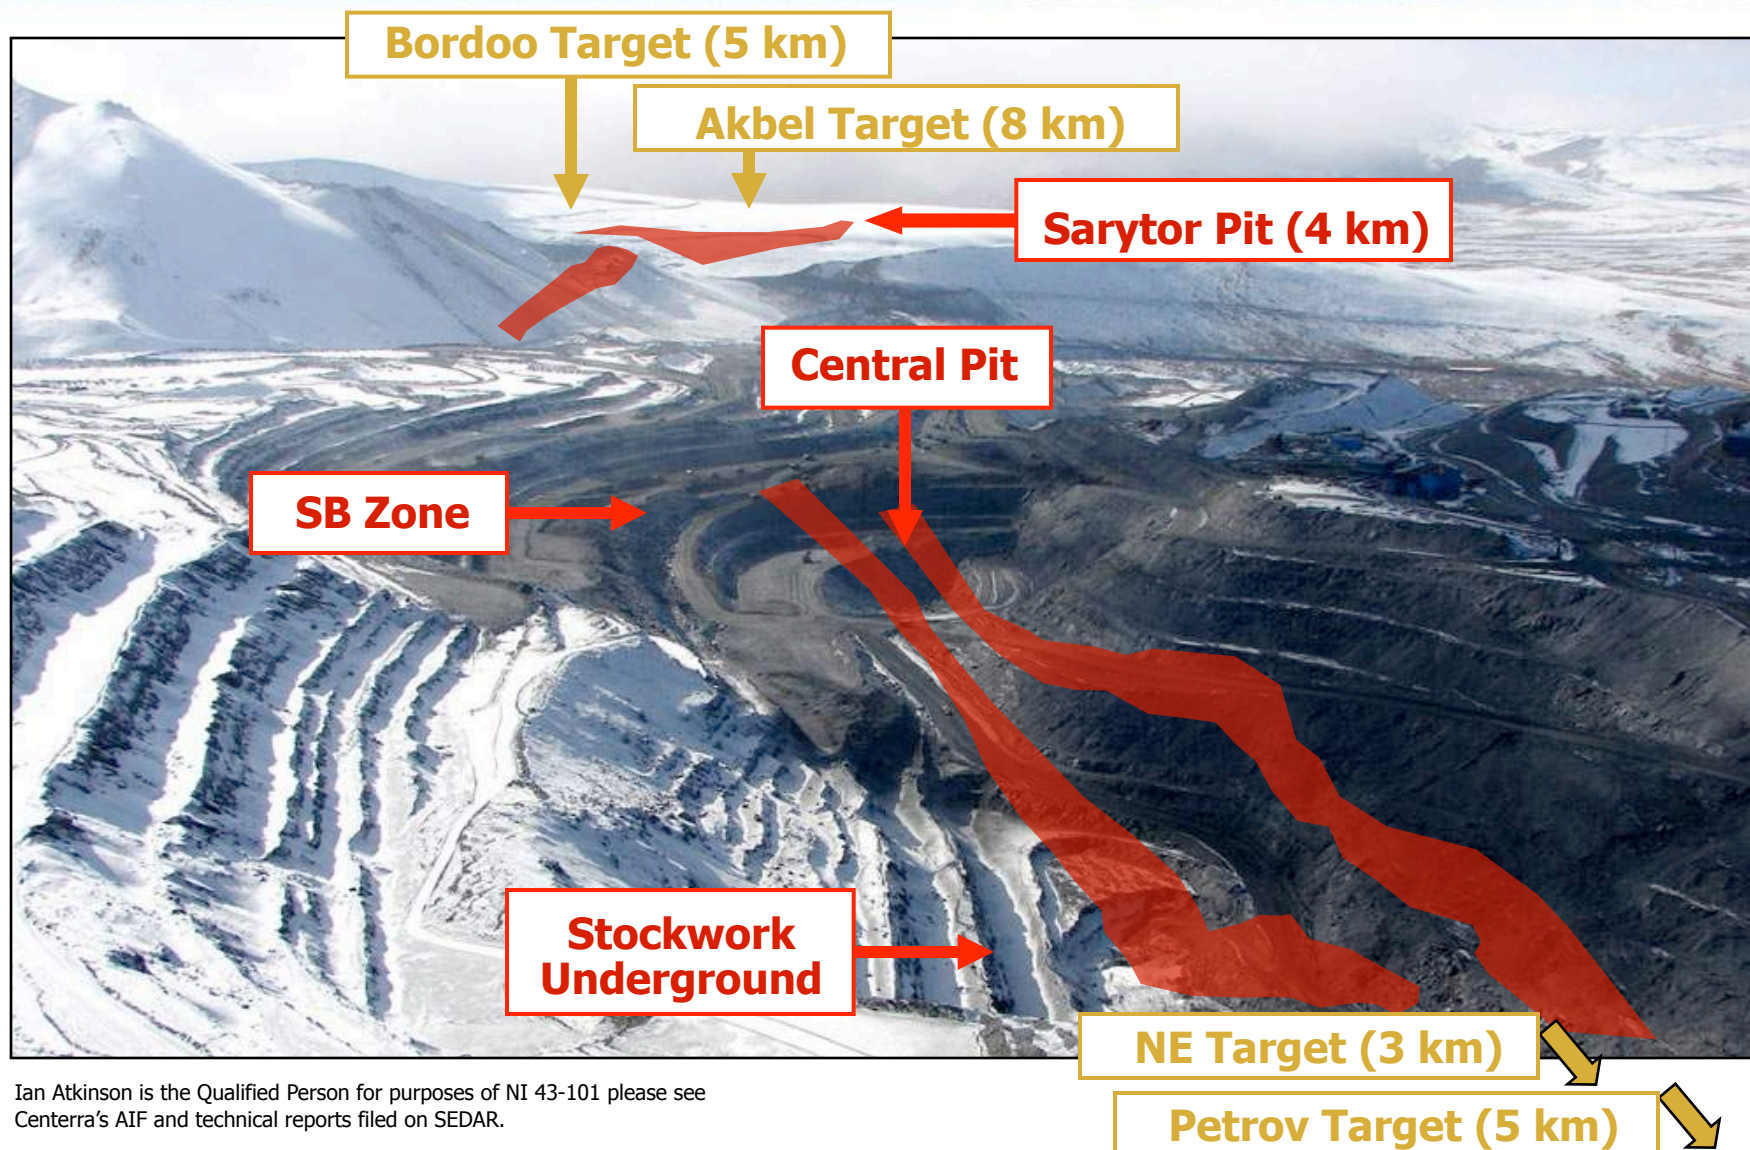 Bordoo Target (5 km)
Akbel Target (8 km)
Sarytor Pit (4 km)
Central Pit
SB Zone
Stockwork
Underground
NE Target (3 km)
Petrov Target (5 km)
Ian Atkinson is the Qualified Person for purposes of NI 43-101 please see
Centerra’s AIF and technical reports filed on SEDAR.